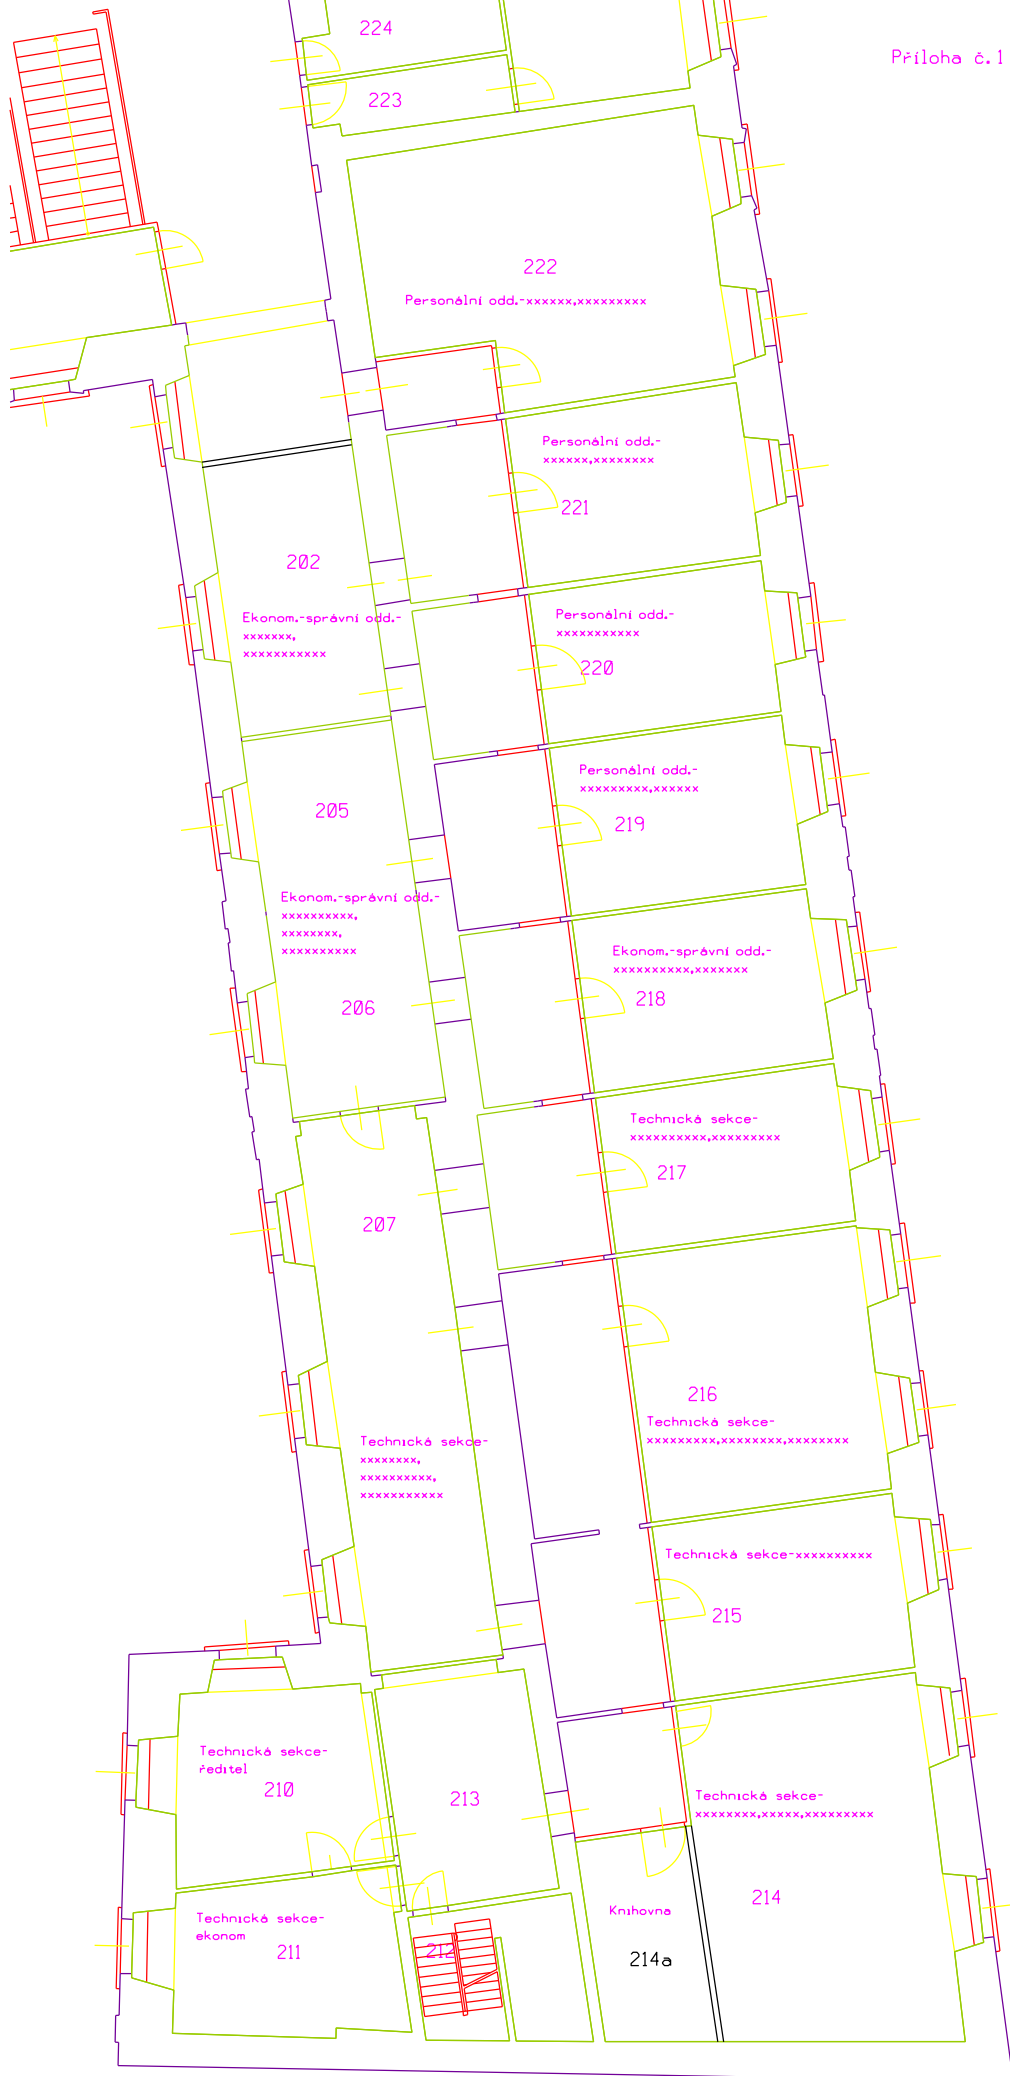 224
Příloha č.1
223
222
Personální odd.-xxxxxx,xxxxxxxxx
Personální odd.-
xxxxxx,xxxxxxxx
221
202
Ekonom.-správní odd.-
xxxxxxx,
xxxxxxxxxxx
Personální odd.-
xxxxxxxxxxx
220
Personální odd.-
xxxxxxxxx,xxxxxx
219
205
Ekonom.-správní odd.-
xxxxxxxxxx,
xxxxxxxx,
xxxxxxxxxx
206
Ekonom.-správní odd.-
xxxxxxxxxx,xxxxxxx
218
Technická sekce-
xxxxxxxxxx,xxxxxxxxx
217
207
216
Technická sekce-
xxxxxxxxx,xxxxxxxx,xxxxxxxx
Technická sekce-
xxxxxxxx,
xxxxxxxxxx,
xxxxxxxxxxx
Technická sekce-xxxxxxxxxx
215
Technická sekce-
ředitel
210
213
Technická sekce-
xxxxxxxx,xxxxx,xxxxxxxxx
214
Technická sekce-
ekonom
211
212
Knihovna
214a